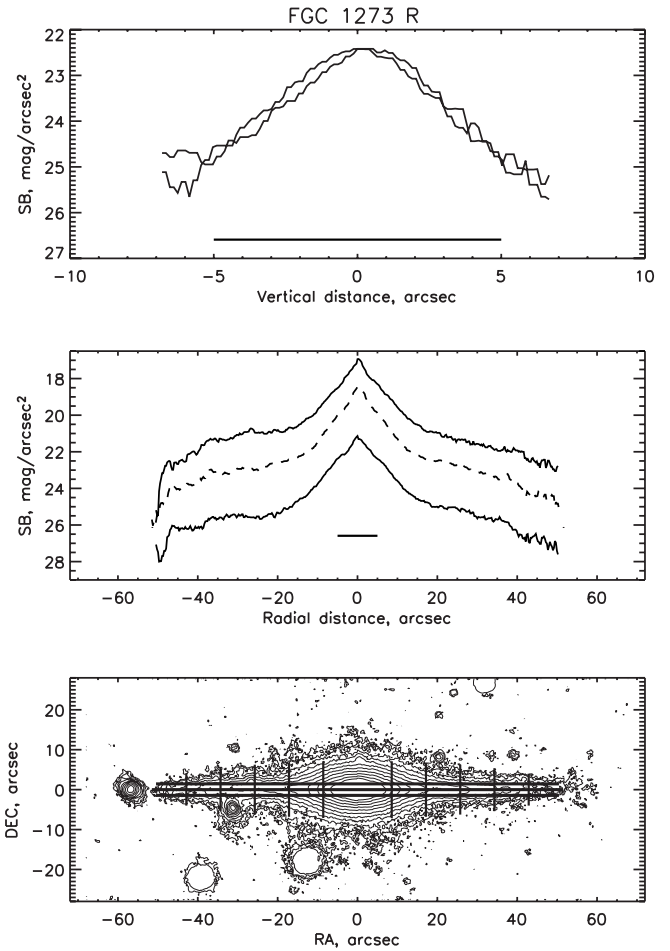 FGC 1273 R
22
23
24
25
26
27
SB, mag/arcsec²
−10 −5 0 5 10
Vertical distance, arcsec
18
20
22
24
26
28
SB, mag/arcsec²
−60 −40 −20 0 20 40 60
Radial distance, arcsec
20
10
0
−10
−20
DEC, arcsec
−60 −40 −20 0 20 40 60
RA, arcsec